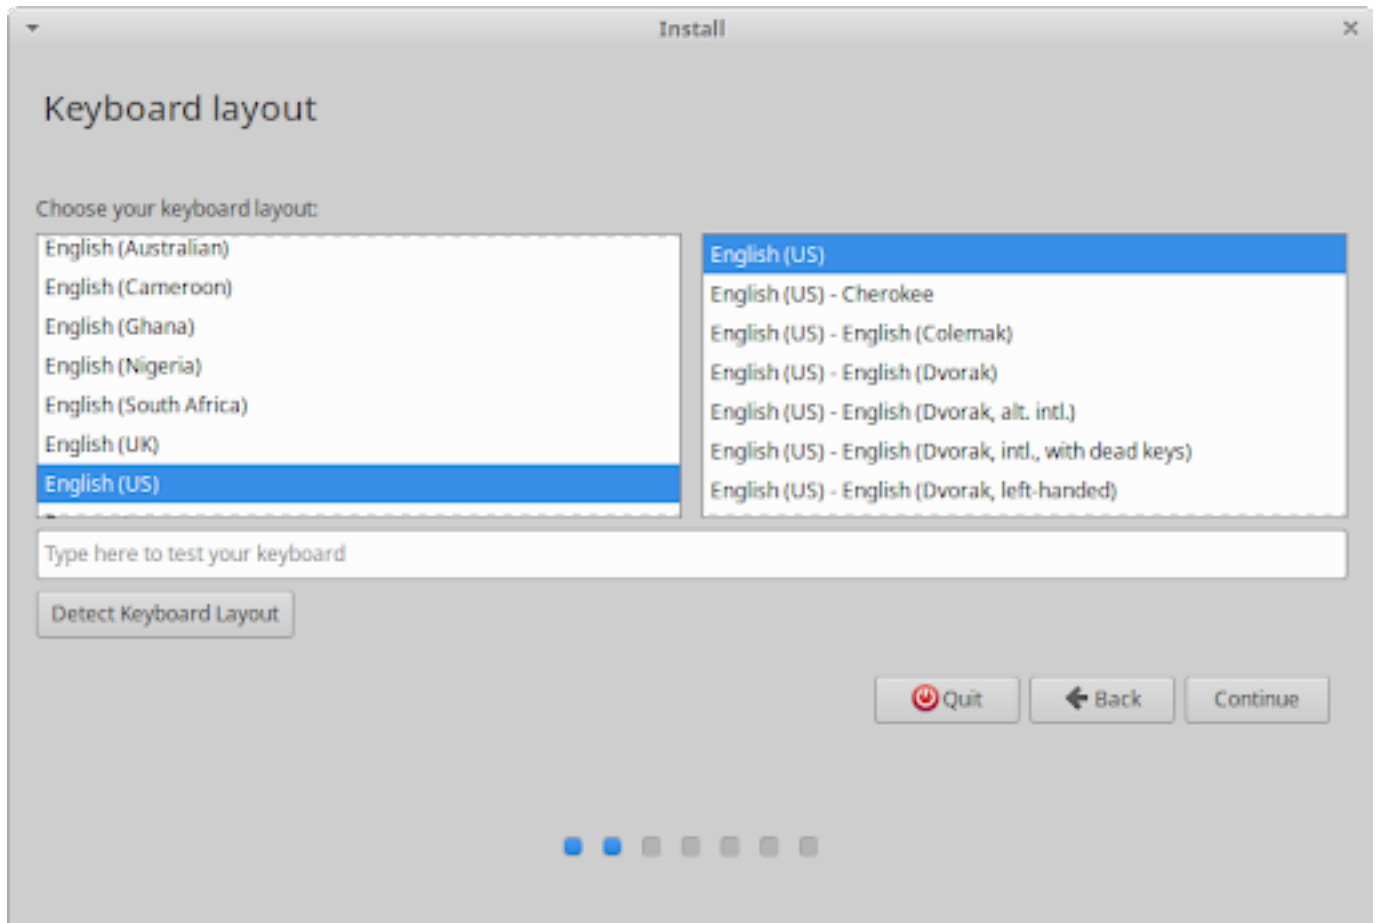 Install
Keyboard layout
Choose your keyboard layout:
English (Australian)
English (Cameroon)
English (Ghana)
English (Nigeria)
English (South Africa)
English (UK)
English (US)
English (US)
English (US) - Cherokee
English (US) - English (Colemak)
English (US) - English (Dvorak)
English (US) - English (Dvorak, alt. intl.)
English (US) - English (Dvorak, intl., with dead keys)
English (US) - English (Dvorak, left-handed)
Type here to test your keyboard
Detect Keyboard Layout
Quit
Back
Continue